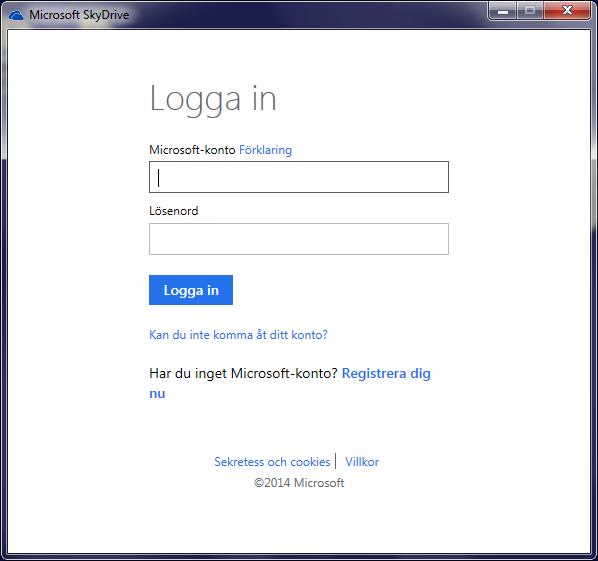 Microsoft SkyDrive
Logga in
Microsoft-konto Förklaring
Lösenord
Logga in
Kan du inte komma åt ditt konto?
Har du inget Microsoft-konto? Registrera dig
nu
Sekretess och cookies | Villkor
©2014 Microsoft